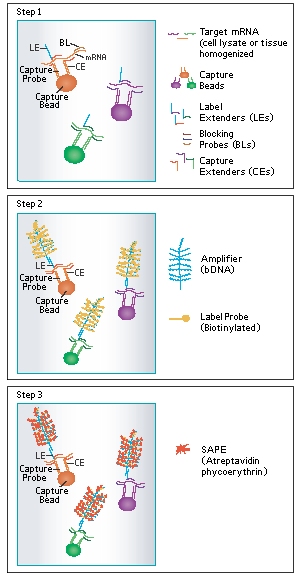 Step 1
LE
BL
mRNA
Capture
Probe
CE
Capture
Bead
Target mRNA
(cell lysate or tissue
homogenized
Capture
Beads
Label
Extenders (LEs)
Blocking
Probes (BLs)
Capture
Extenders (CEs)
Step 2
LE
CE
Capture
Probe
Capture
Bead
Amplifier
(bDNA)
Label Probe
(Biotinylated)
Step 3
LE
CE
Capture
Probe
Capture
Bead
SAPE
(Atreptavidin
phycoerythrin)